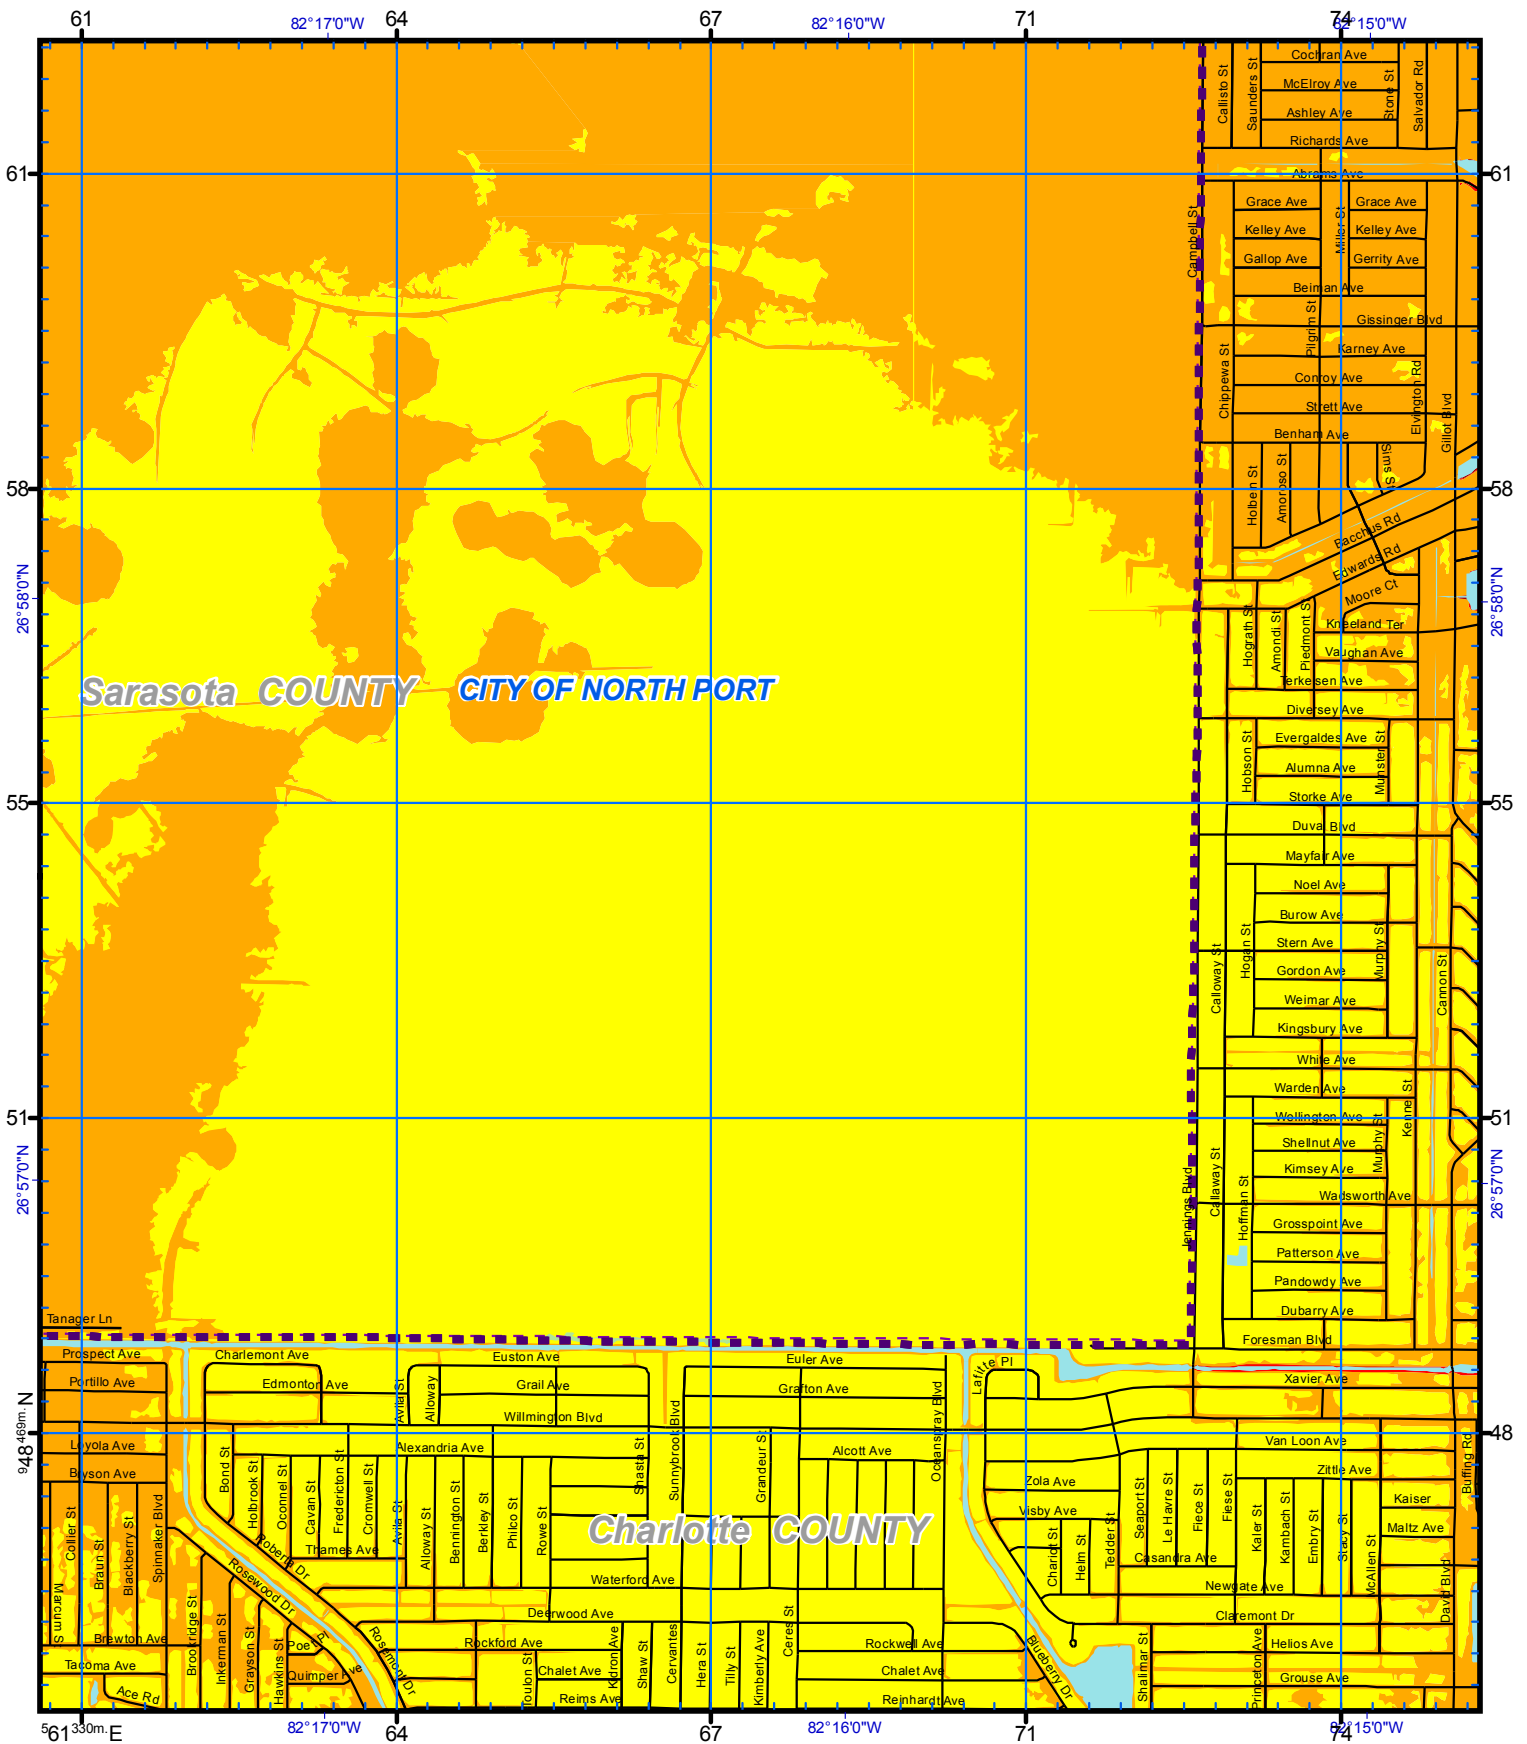 61
64
67
71
74
82°17'0"W
82°16'0"W
82°15'0"W
Cochran Ave
McElroy Ave
Ashley Ave
Richards Ave
Callisto St
Saunders St
Stone St
Salvador Rd
61
61
Abrams Ave
Grace Ave
Grace Ave
Kelley Ave
Kelley Ave
Gallop Ave
Gerrity Ave
Beiman Ave
Campbell St
Miller St
Gissinger Blvd
Pilgrim St
Karney Ave
Conroy Ave
Chippewa St
Elvington Rd
Strett Ave
Gillot Blvd
Benham Ave
Sims St
58
58
Holbein St
Amoroso St
Bacchus Rd
Edwards Rd
26°58'0"N
26°58'0"N
Moore Ct
Hograth St
Amondi St
Piedmont St
Kneeland Ter
Vaughan Ave
Terkelsen Ave
Sarasota COUNTY
CITY OF NORTH PORT
Diversey Ave
Evergaldes Ave
Hobson St
Munster St
Alumna Ave
Storke Ave
55
55
Duval Blvd
Mayfair Ave
Noel Ave
Burow Ave
Stern Ave
Gordon Ave
Calloway St
Hogan St
Murphy St
Cannon St
Weimar Ave
Kingsbury Ave
White Ave
Warden Ave
Kennel St
51
51
Wellington Ave
Shellnut Ave
Murphy St
Kimsey Ave
26°57'0"N
26°57'0"N
Wadsworth Ave
Jennings Blvd
Callaway St
Hoffman St
Grosspoint Ave
Patterson Ave
Pandowdy Ave
Dubarry Ave
Tanager Ln
Foresman Blvd
Prospect Ave
Charlemont Ave
Euston Ave
Euler Ave
Lafitte Pl
Xavier Ave
Portillo Ave
Edmonton Ave
Avila St
Alloway
Grail Ave
Grafton Ave
Willmington Blvd
Oceanspray Blvd
48
948 469m. N
Loyola Ave
Alexandria Ave
Alcott Ave
Van Loon Ave
Bryson Ave
Zola Ave
Zittle Ave
Bond St
Holbrook St
Oconnel St
Cavan St
Fredericton St
Cromwell St
Avila St
Alloway St
Bennington St
Berkley St
Philco St
Rowe St
Shasta St
Sunnybrook Blvd
Grandeur St
Visby Ave
Seaport St
Le Havre St
Fiece St
Fiese St
Kaler St
Kambach St
Embry St
Stacy St
McAllen St
Kaiser
Maltz Ave
Buffing Rd
Collier St
Braun St
Blackberry St
Spinnaker Blvd
Charlotte COUNTY
Chariot St
Helm St
Tedder St
Casandra Ave
Thames Ave
Roberta Dr
Rosewood Dr
Waterford Ave
Newgate Ave
Deerwood Ave
Claremont Dr
David Blvd
Marcum St
Brewton Ave
Brookridge St
Inkerman St
Grayson St
Hawkins St
Poe
Quimper Ave
Rosemont Dr
Rockford Ave
Toulon St
Chalet Ave
Reims Ave
Kidron Ave
Shaw St
Cervantes
Hera St
Tilly St
Kimberly Ave
Ceres St
Rockwell Ave
Chalet Ave
Reinhardt Ave
Blueberry Dr
Shalimar St
Princeton Ave
Helios Ave
Grouse Ave
Tacoma Ave
Ace Rd
561 330m. E
64
67
71
74
82°17'0"W
82°16'0"W
82°15'0"W